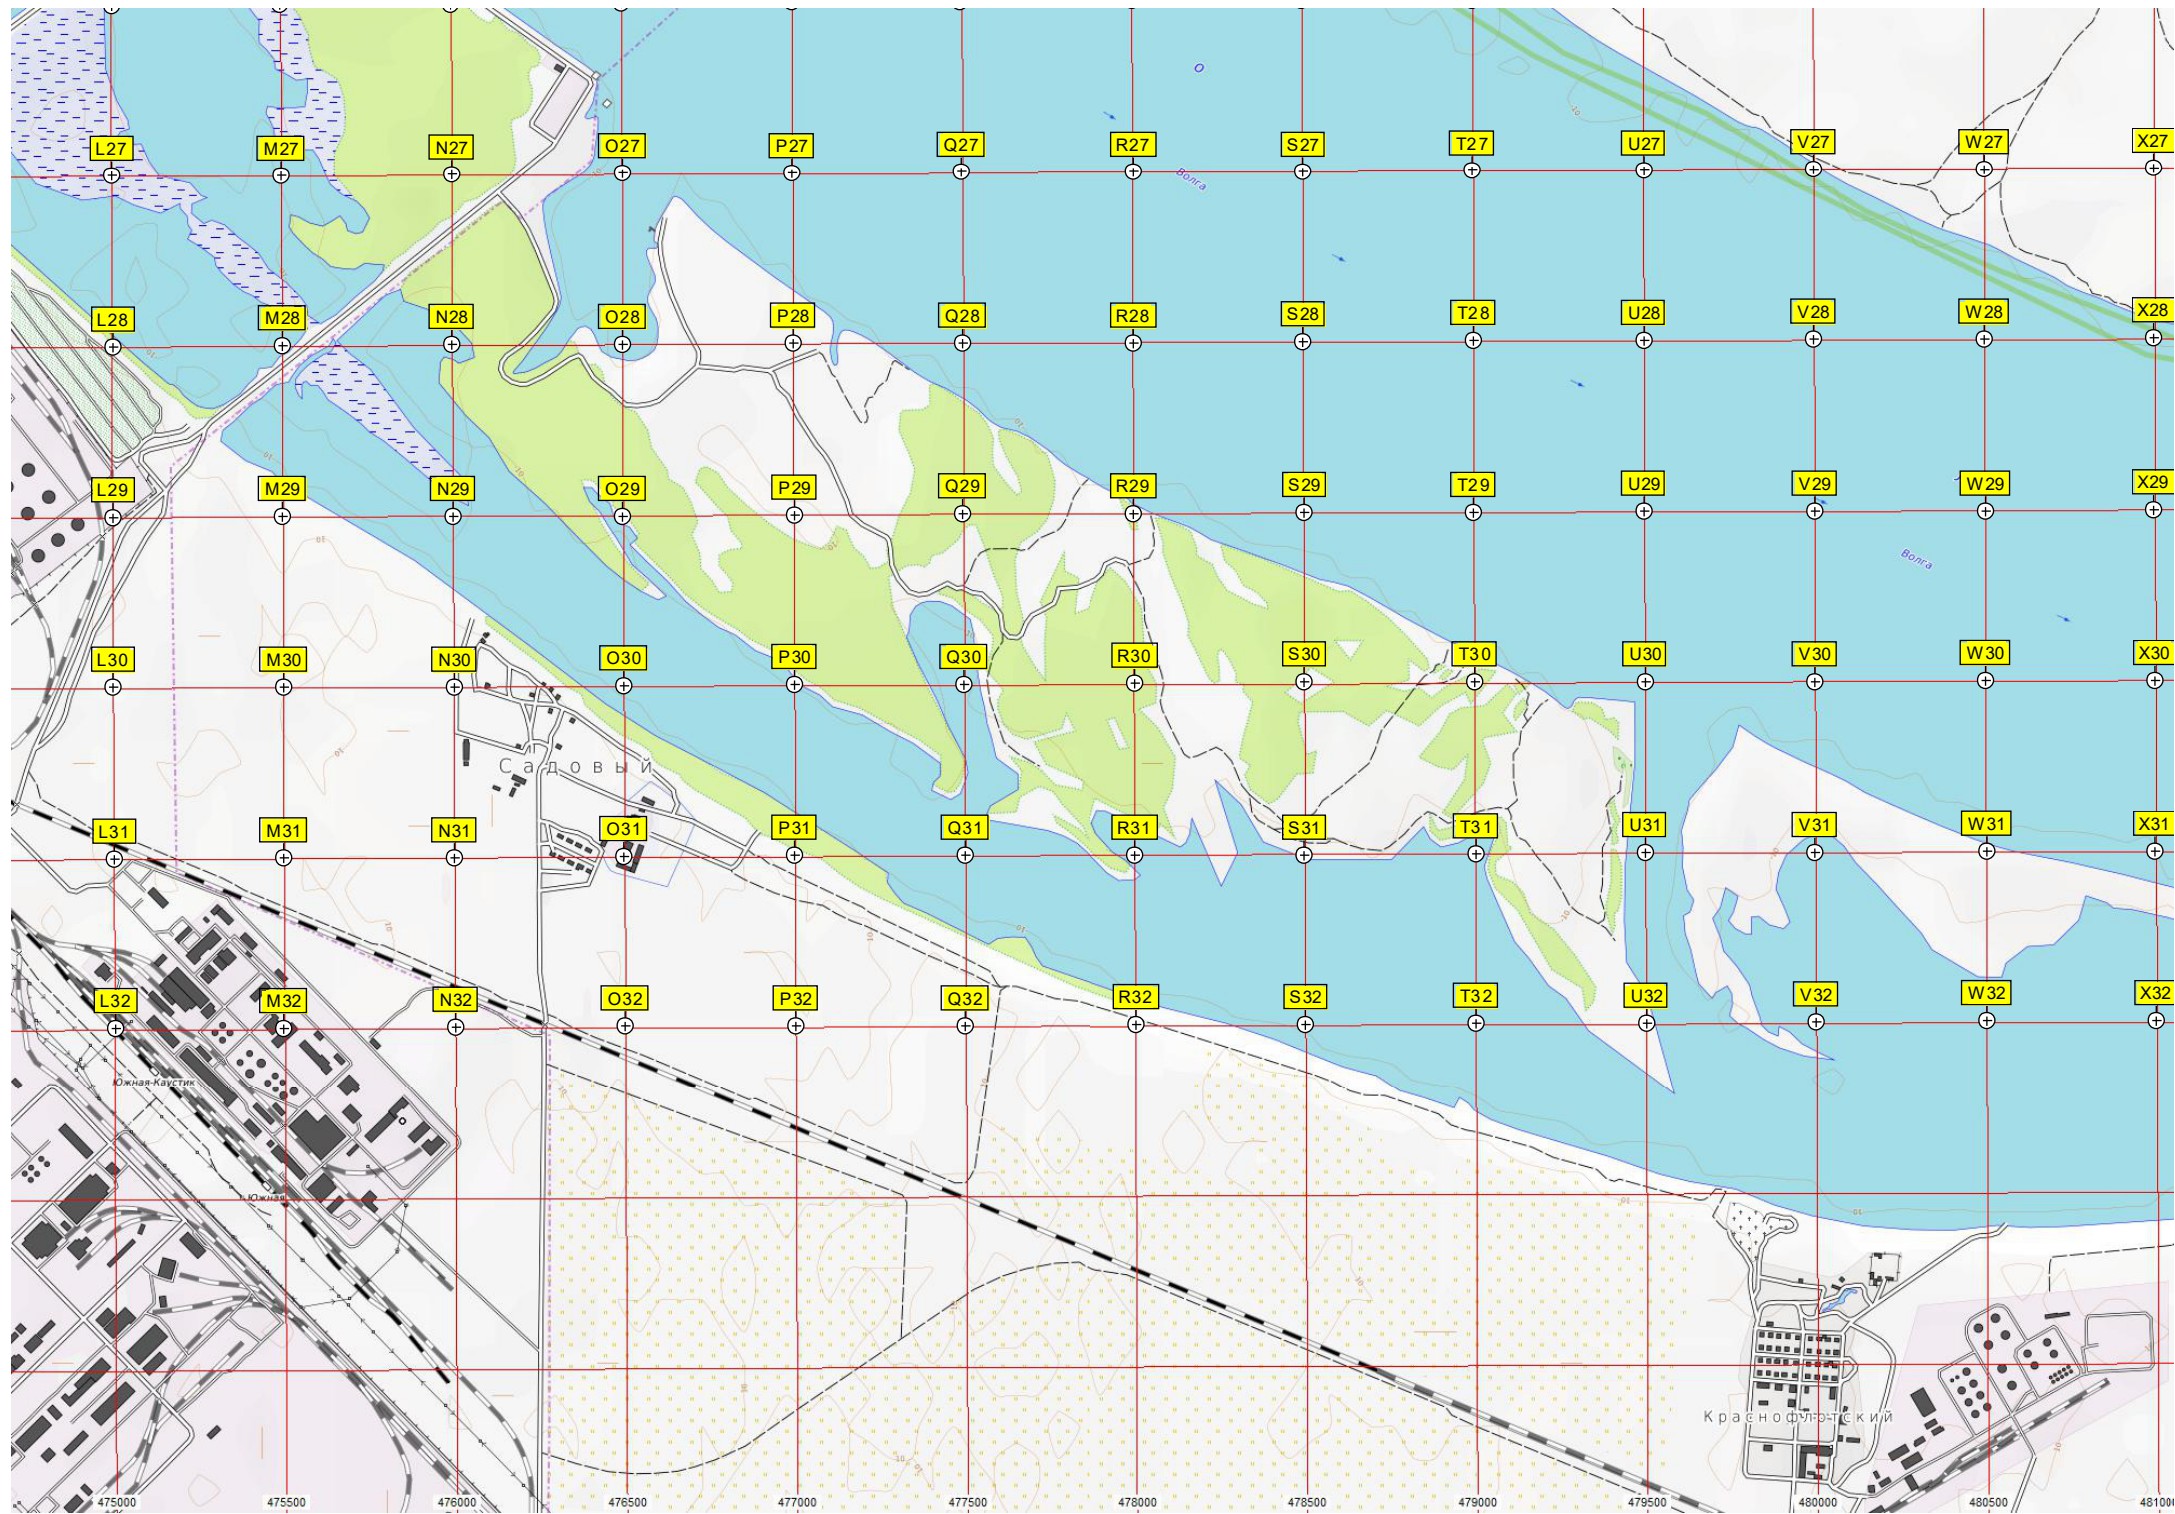 О
L27 M27 N27 O27 P27 Q27 R27 S27 T27 U27 V27 W27 X27
Волга
L28 M28 N28 O28 P28 Q28 R28 S28 T28 U28 V28 W28 X28
L29 M29 N29 O29 P29 Q29 R29 S29 T29 U29 V29 W29 X29
Волга
L30 M30 N30 O30 P30 Q30 R30 S30 T30 U30 V30 W30 X30
Садовый
L31 M31 N31 O31 P31 Q31 R31 S31 T31 U31 V31 W31 X31
L32 M32 N32 O32 P32 Q32 R32 S32 T32 U32 V32 W32 X32
Южная-Каустик
Южная
Краснофлотский
475000 475500 476000 476500 477000 477500 478000 478500 479000 479500 480000 480500